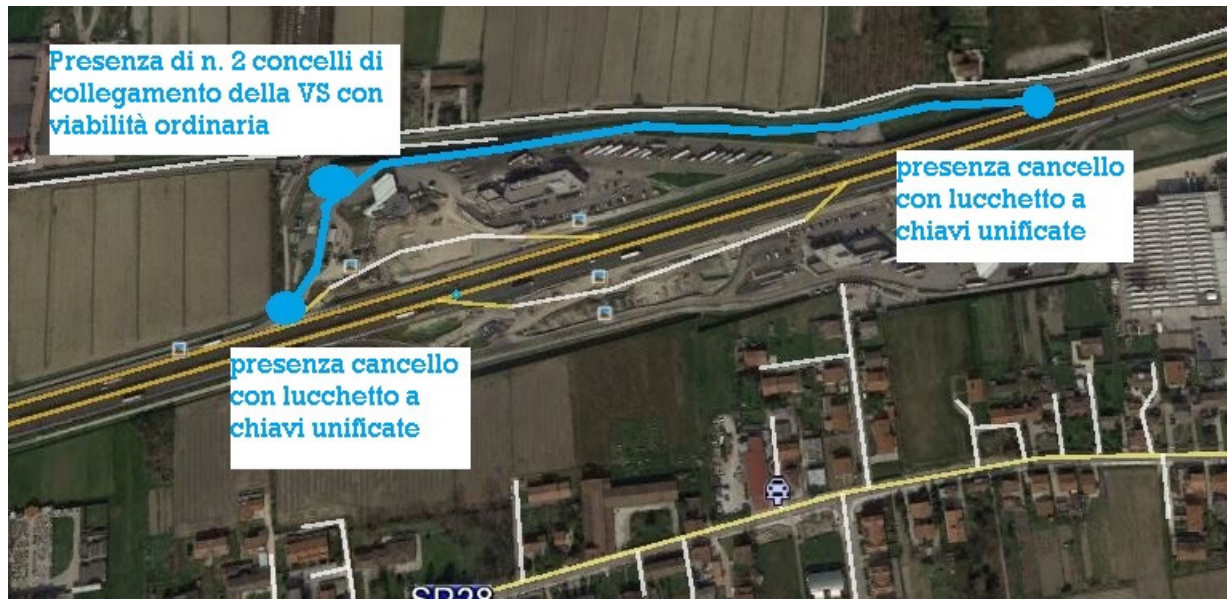 Presenza di n. 2 concelli di
collegamento della VS con
viabilità ordinaria
presenza cancello
con lucchetto a
chiavi unificate
presenza cancello
con lucchetto a
chiavi unificate